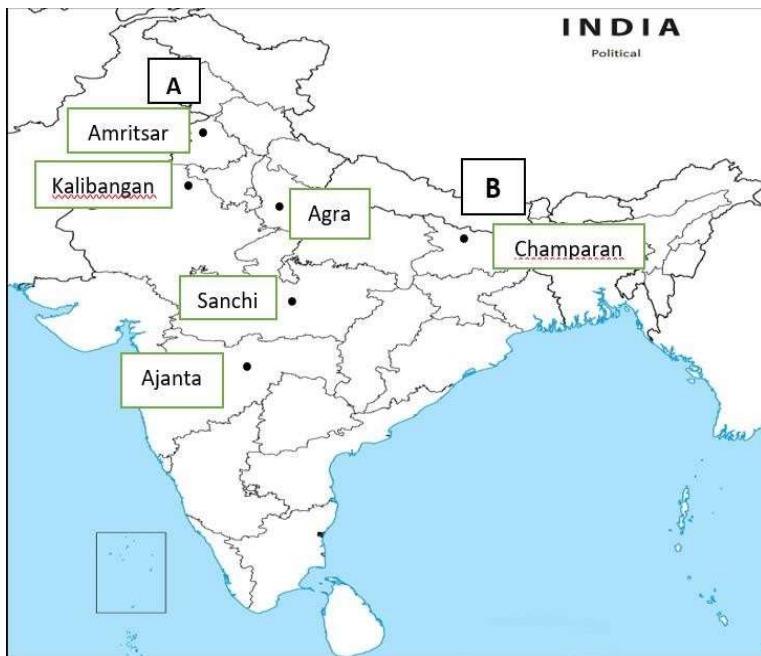 INDIA
Political
A
Amritsar
Kalibangan
B
Agra
Champaran
Sanchi
Ajanta